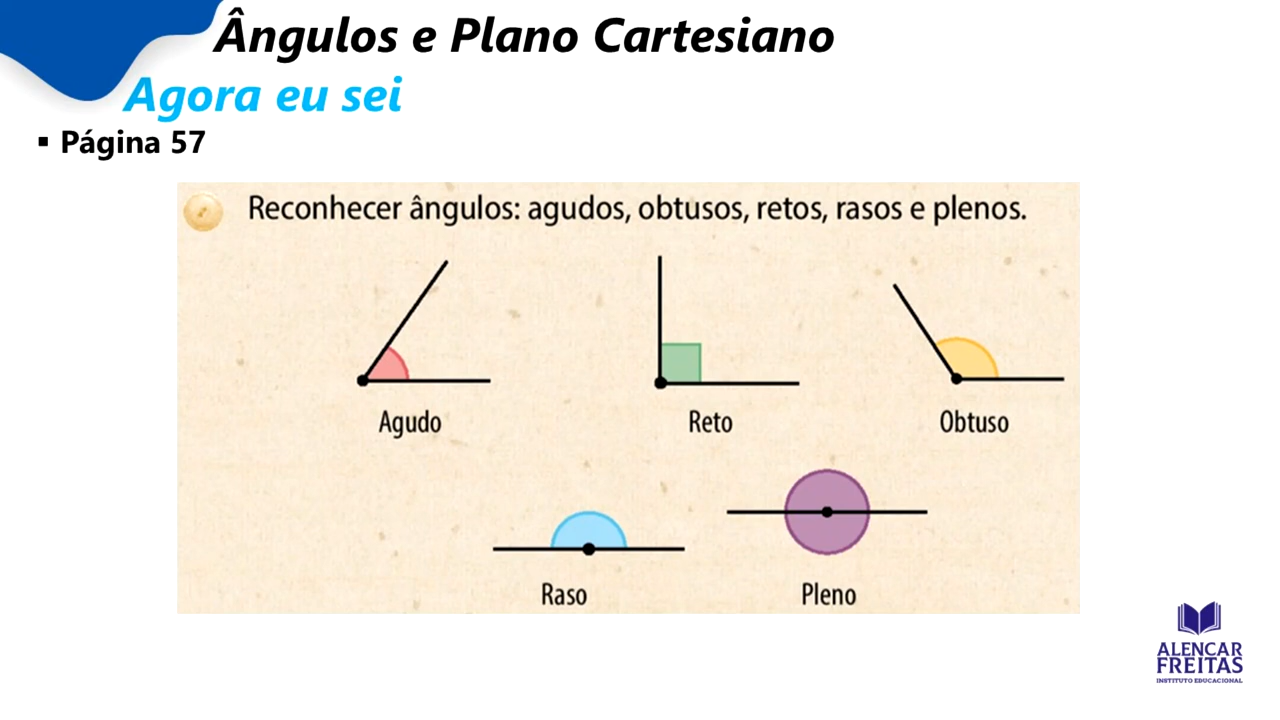 Ângulos e Plano Cartesiano
Agora eu sei
▪ Página 57
Reconhecer ângulos: agudos, obtusos, retos, rasos e plenos.
Agudo
Reto
Obtuso
Raso
Pleno
ALENCAR
FREITAS
INSTITUTO EDUCACIONAL